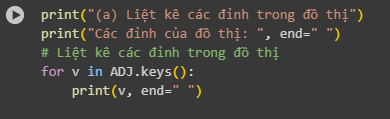 print("(a) Liệt kê các đỉnh trong đồ thị")
print("Các đỉnh của đồ thị: ", end=" ")
# Liệt kê các đỉnh trong đồ thị
for v in ADJ.keys():
    print(v, end=" ")